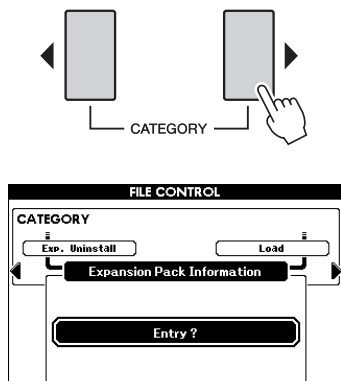 CATEGORY
FILE CONTROL
CATEGORY
Exp. Uninstall Load
Expansion Pack Information
Entry ?